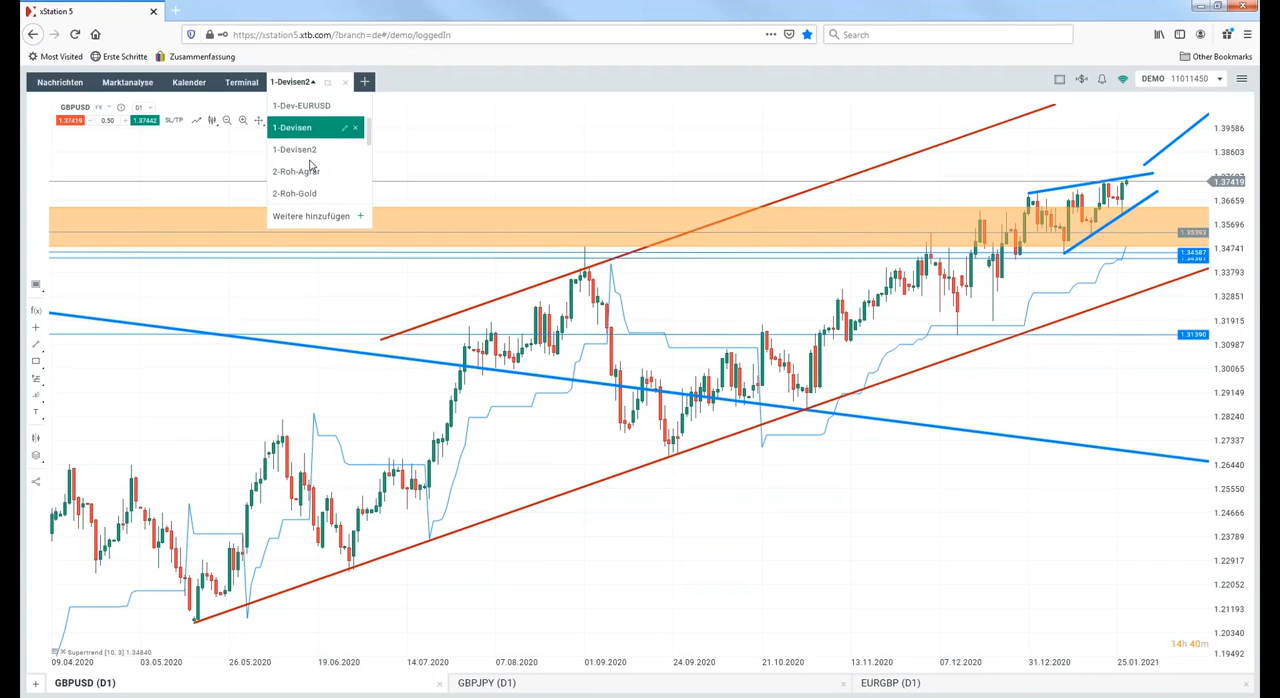 xStation 5
https://xstation5.xtb.com/?branch=de#/demo/loggedIn
Search
Most Visited Erste Schritte Zusammenfassung
Other Bookmarks
Nachrichten Marktanalyse Kalender Terminal 1-Devisen2
DEMO 11011450
GBPUSD FX D1
1.37419 0.50 1.37442 SL/TP
1-Dev-EURUSD
1-Devisen
1-Devisen2
2-Roh-Agrar
2-Roh-Gold
Weitere hinzufügen +
1.39586
1.38603
1.37419
1.36659
1.35696
1.35393
1.34741
1.34587
1.33793
1.32851
1.31915
1.31390
1.30987
1.30065
1.29149
1.28240
1.27337
1.26440
1.25550
1.24666
1.23789
1.22917
1.22052
1.21193
1.20340
1.19492
f(x)
T
Supertrend [10, 3] 1.34840
14h 40m
09.04.2020 03.05.2020 26.05.2020 19.06.2020 14.07.2020 07.08.2020 01.09.2020 24.09.2020 21.10.2020 13.11.2020 07.12.2020 31.12.2020 25.01.2021
+ GBPUSD (D1) GBPJPY (D1) EURGBP (D1)